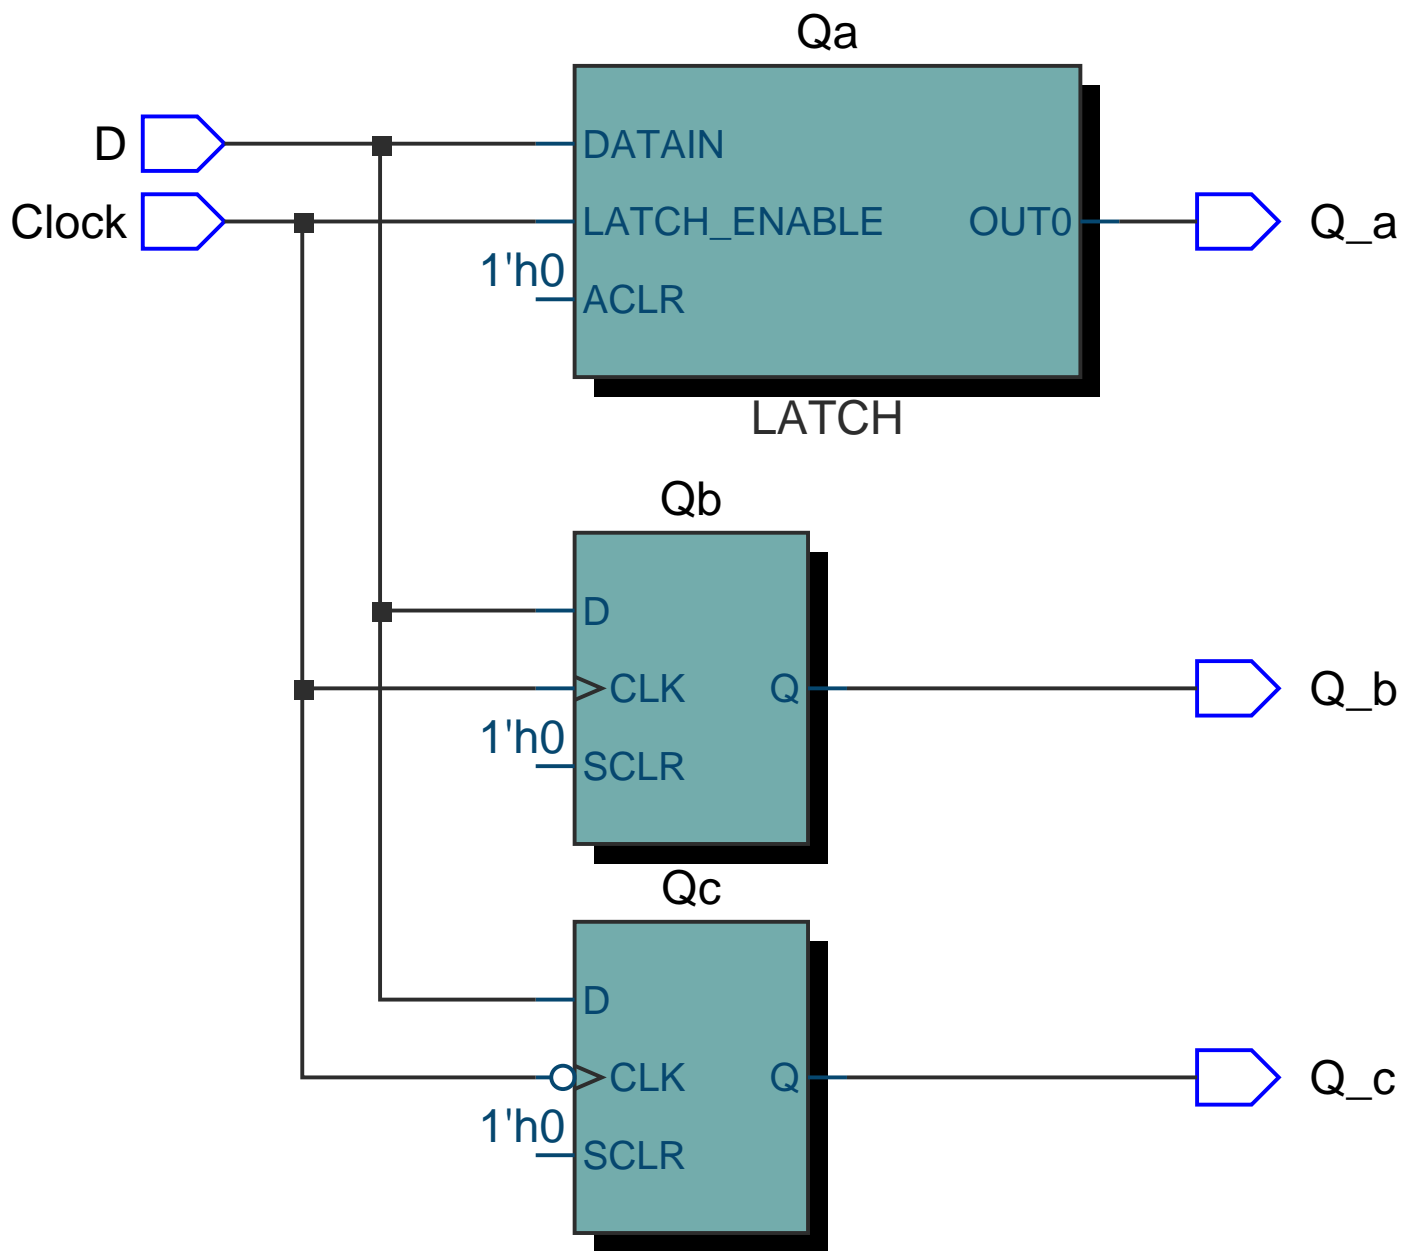 Qa
D
DATAIN
Clock
LATCH_ENABLE
OUT0
Q_a
1'h0
ACLR
LATCH
Qb
D
CLK
Q
Q_b
1'h0
SCLR
Qc
D
CLK
Q
Q_c
1'h0
SCLR